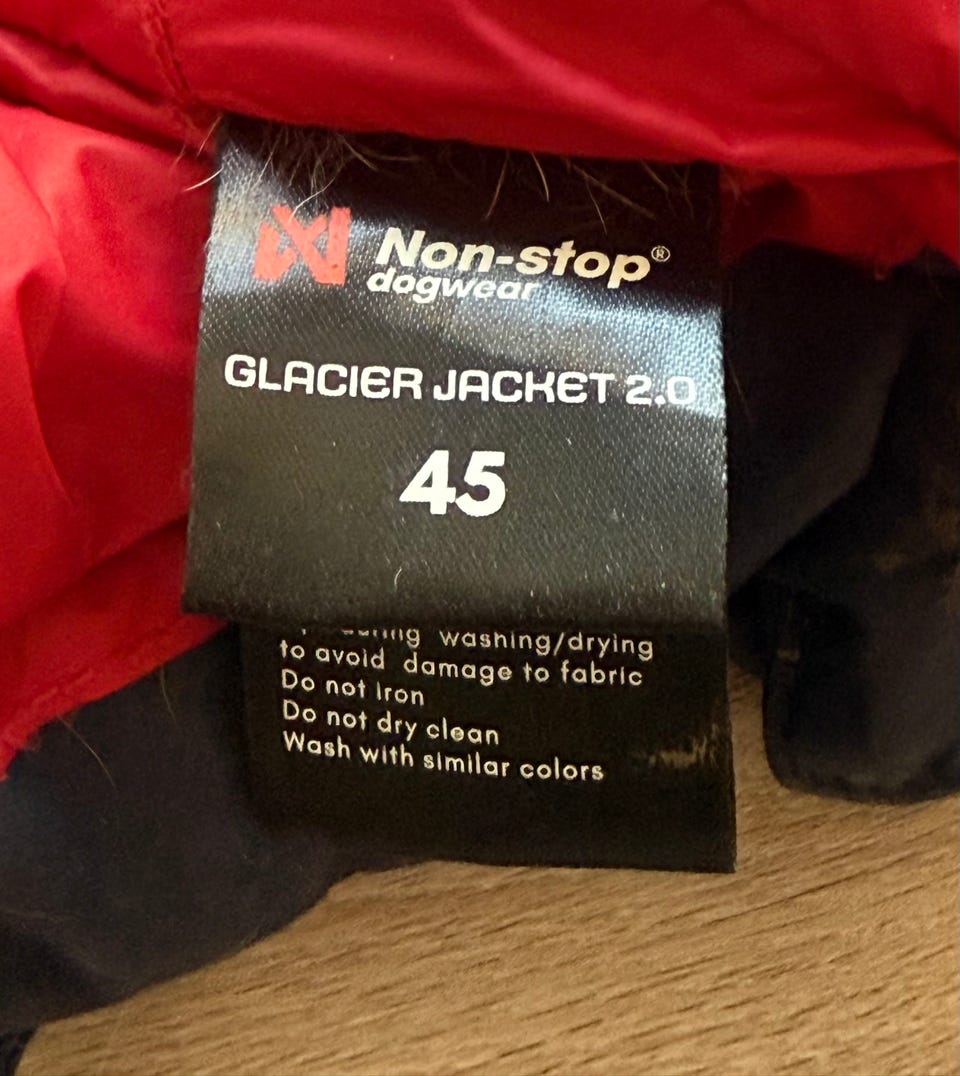 Non-stop®
dogwear
GLACIER JACKET 2.0
45
washing/drying
to avoid damage to fabric
Do not iron
Do not dry clean
Wash with similar colors